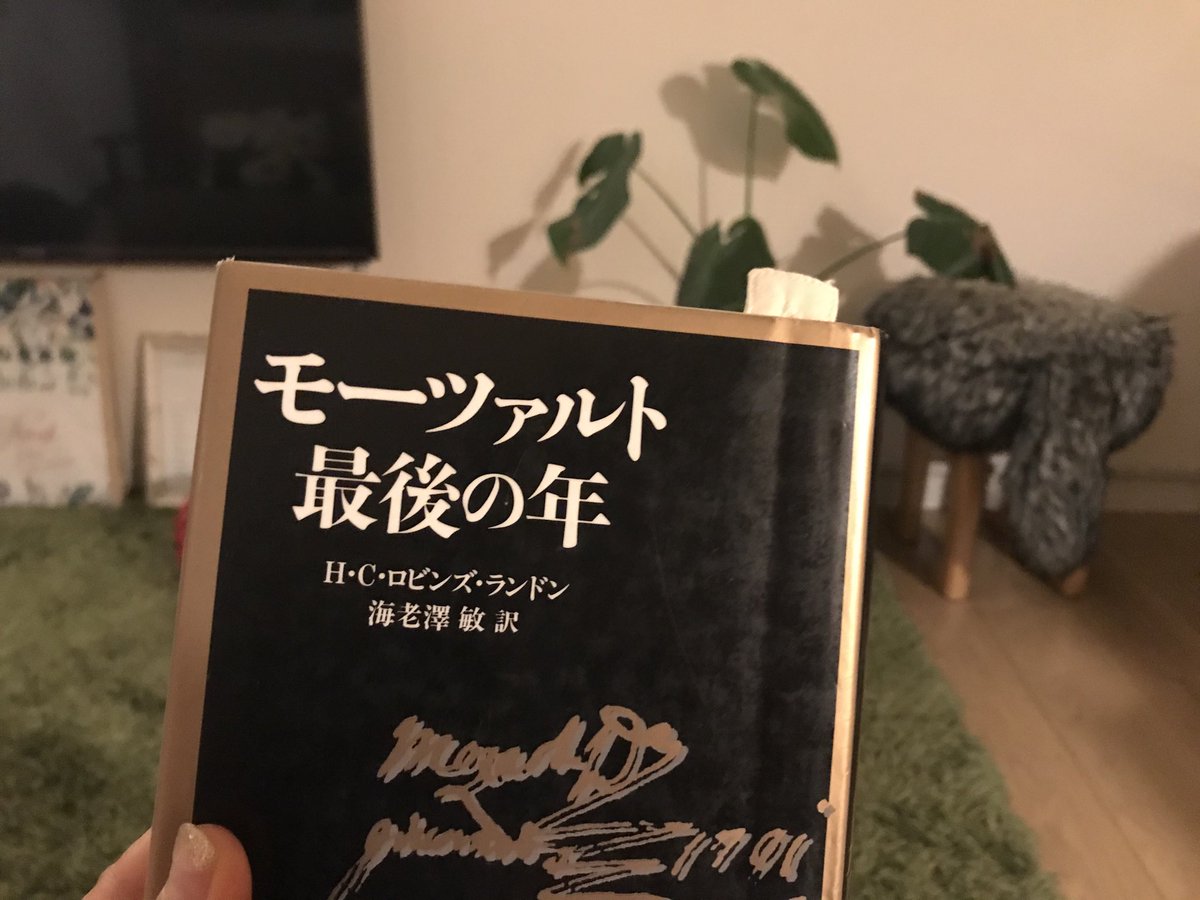 モーツァルト
最後の年
H・C・ロビンズ・ランドン
海老澤 敏 訳
1791